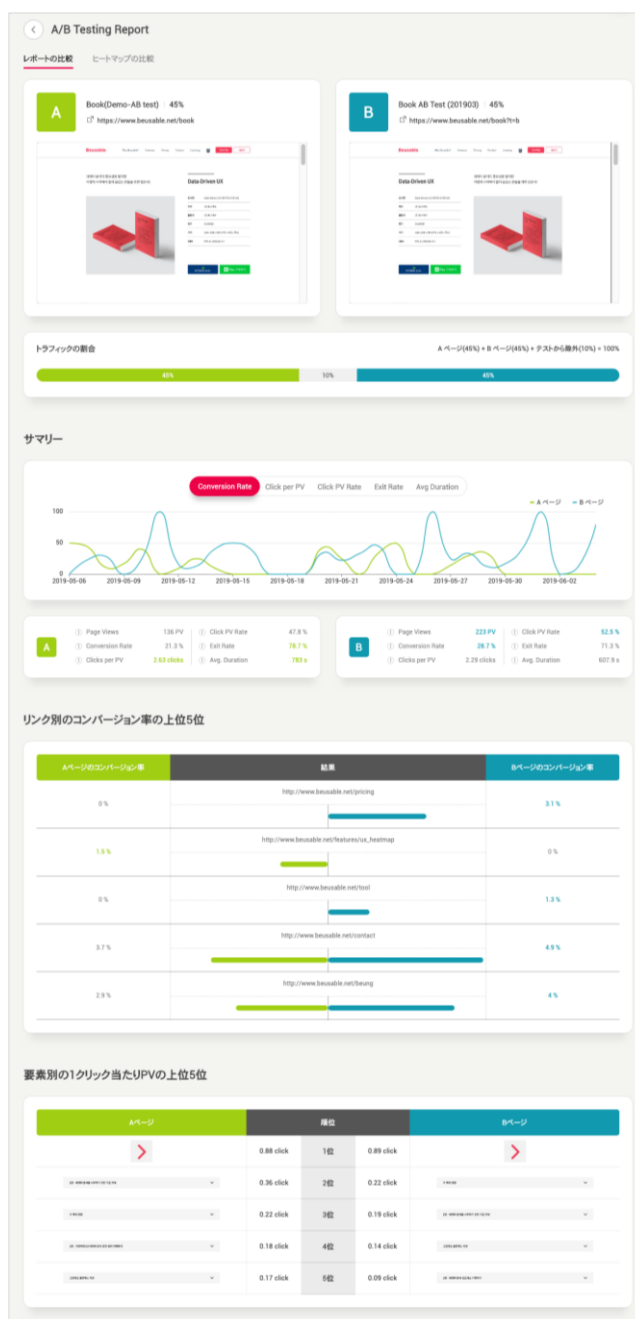 A/B Testing Report
レポートの比較 ヒートマップの比較
A
Book(Demo-AB test) 45%
https://www.beusable.net/book
B
Book AB Test (201903) 45%
https://www.beusable.net/book?t=b
Beusable
Data-Driven UX
Beusable
Data-Driven UX
トラフィックの割合
A ページ(45%) + B ページ(45%) + テストから除外(10%) = 100%
45% 10% 45%
サマリー
Conversion Rate Click per PV Click PV Rate Exit Rate Avg Duration
A ページ B ページ
100
50
0
2019-05-06 2019-05-09 2019-05-12 2019-05-15 2019-05-18 2019-05-21 2019-05-24 2019-05-27 2019-05-30 2019-06-02
A
Page Views 136 PV Click PV Rate 47.8 %
Conversion Rate 21.3 % Exit Rate 78.7 %
Clicks per PV 2.63 clicks Avg. Duration 783 s
B
Page Views 223 PV Click PV Rate 52.5 %
Conversion Rate 28.7 % Exit Rate 71.3 %
Clicks per PV 2.29 clicks Avg. Duration 607.9 s
リンク別のコンバージョン率の上位5位
Aページのコンバージョン率 結果 Bページのコンバージョン率
http://www.beusable.net/pricing
0 % 3.1 %
http://www.beusable.net/features/ux_heatmap
1.6 % 0 %
http://www.beusable.net/tool
0 % 1.3 %
http://www.beusable.net/contact
3.7 % 4.9 %
http://www.beusable.net/beung
2.9 % 4 %
要素別の1クリック当たりPVの上位5位
Aページ 順位 Bページ
0.88 click 1位 0.89 click
0.36 click 2位 0.22 click
0.22 click 3位 0.19 click
0.18 click 4位 0.14 click
0.17 click 5位 0.09 click